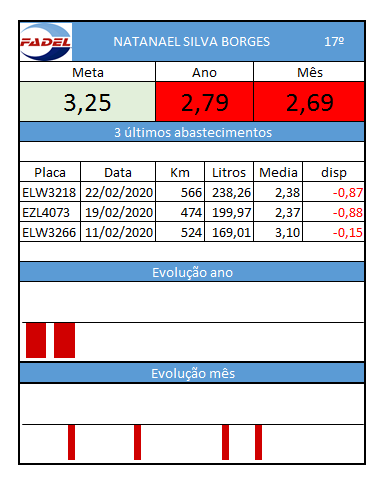 FADEL NATANAEL SILVA BORGES 17º
Meta Ano Mês
3,25 2,79 2,69
3 últimos abastecimentos
Placa Data Km Litros Media disp
ELW3218 22/02/2020 566 238,26 2,38 -0,87
EZL4073 19/02/2020 474 199,97 2,37 -0,88
ELW3266 11/02/2020 524 169,01 3,10 -0,15
Evolução ano
Evolução mês